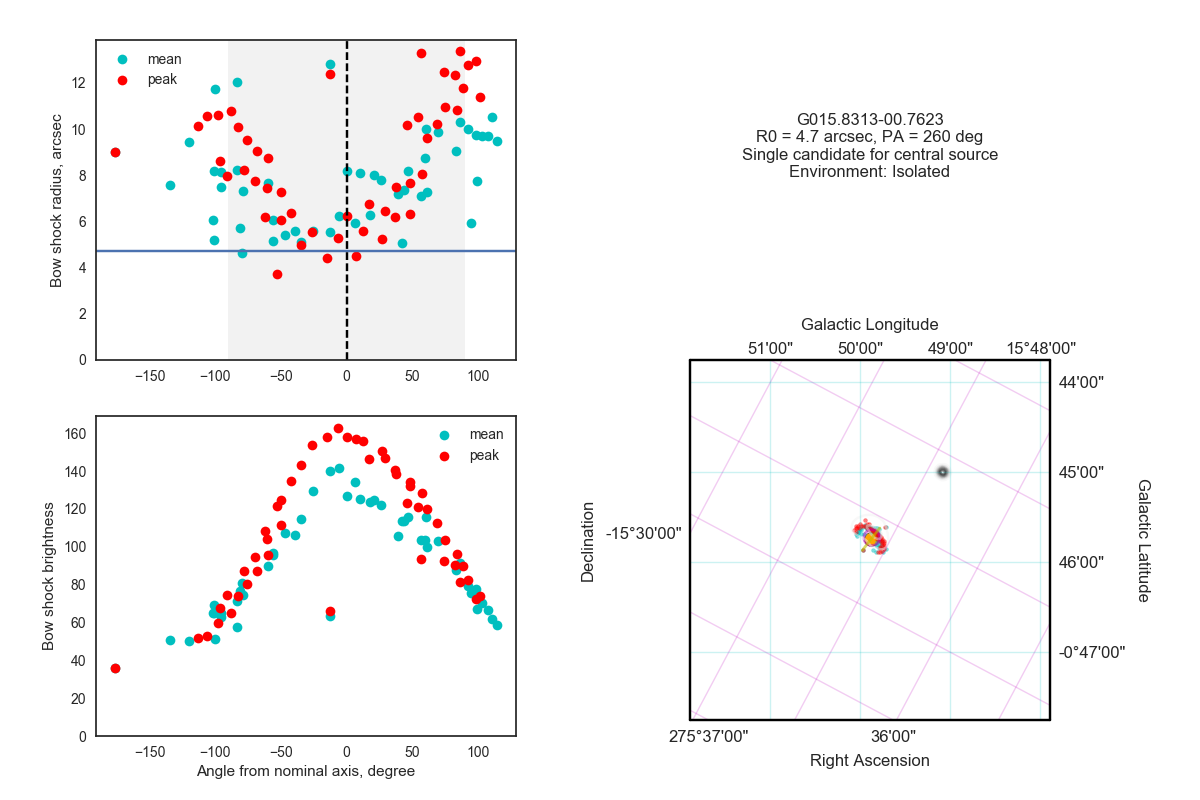 mean
peak
12
10
8
6
4
2
0
Bow shock radius, arcsec
−150
−100
−50
0
50
100
G015.8313-00.7623
R0 = 4.7 arcsec, PA = 260 deg
Single candidate for central source
Environment: Isolated
mean
peak
160
140
120
100
80
60
40
20
0
Bow shock brightness
−150
−100
−50
0
50
100
Angle from nominal axis, degree
Galactic Longitude
51'00"
50'00"
49'00"
15°48'00"
44'00"
45'00"
46'00"
-0°47'00"
Galactic Latitude
Declination
-15°30'00"
275°37'00"
36'00"
Right Ascension